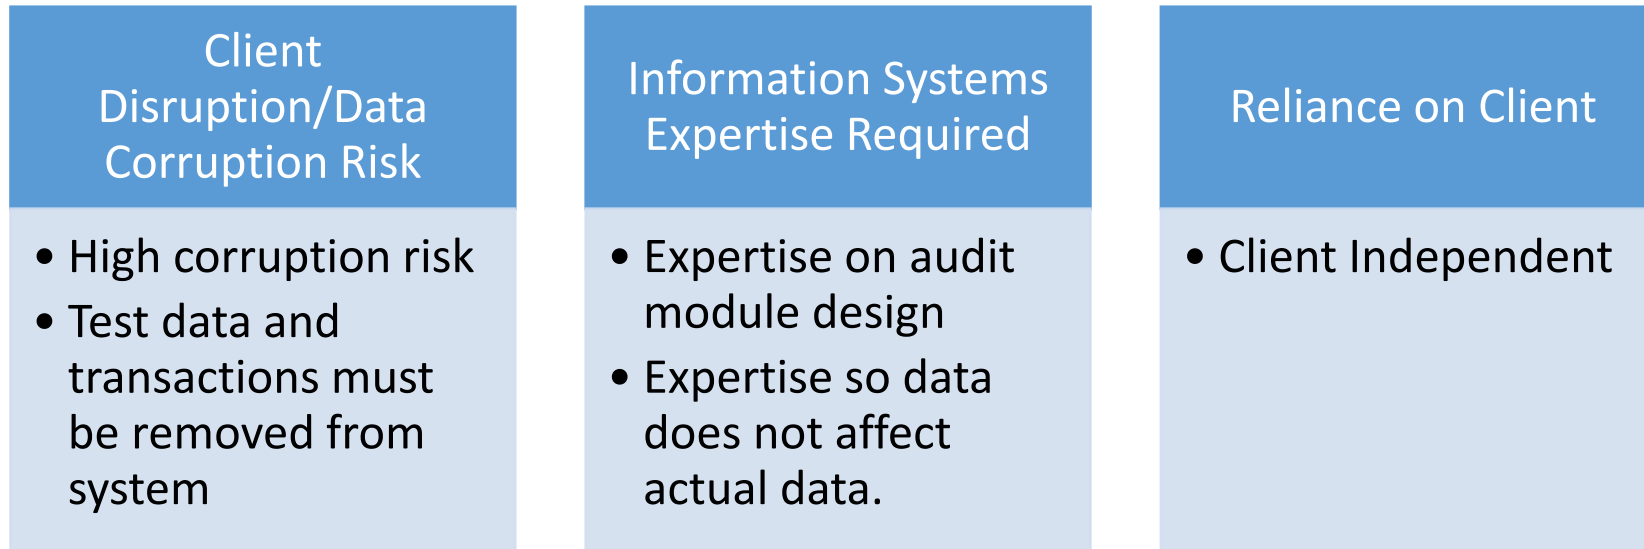 Client
Disruption/Data
Corruption Risk
• High corruption risk
• Test data and
transactions must
be removed from
system
Information Systems
Expertise Required
• Expertise on audit
module design
• Expertise so data
does not affect
actual data.
Reliance on Client
• Client Independent